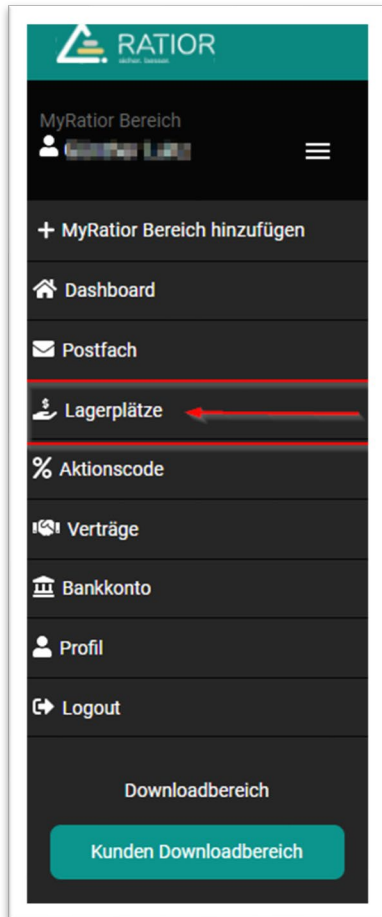 RATIOR
sicher. besser.
MyRatior Bereich
+ MyRatior Bereich hinzufügen
Dashboard
Postfach
Lagerplätze
% Aktionscode
Verträge
Bankkonto
Profil
Logout
Downloadbereich
Kunden Downloadbereich